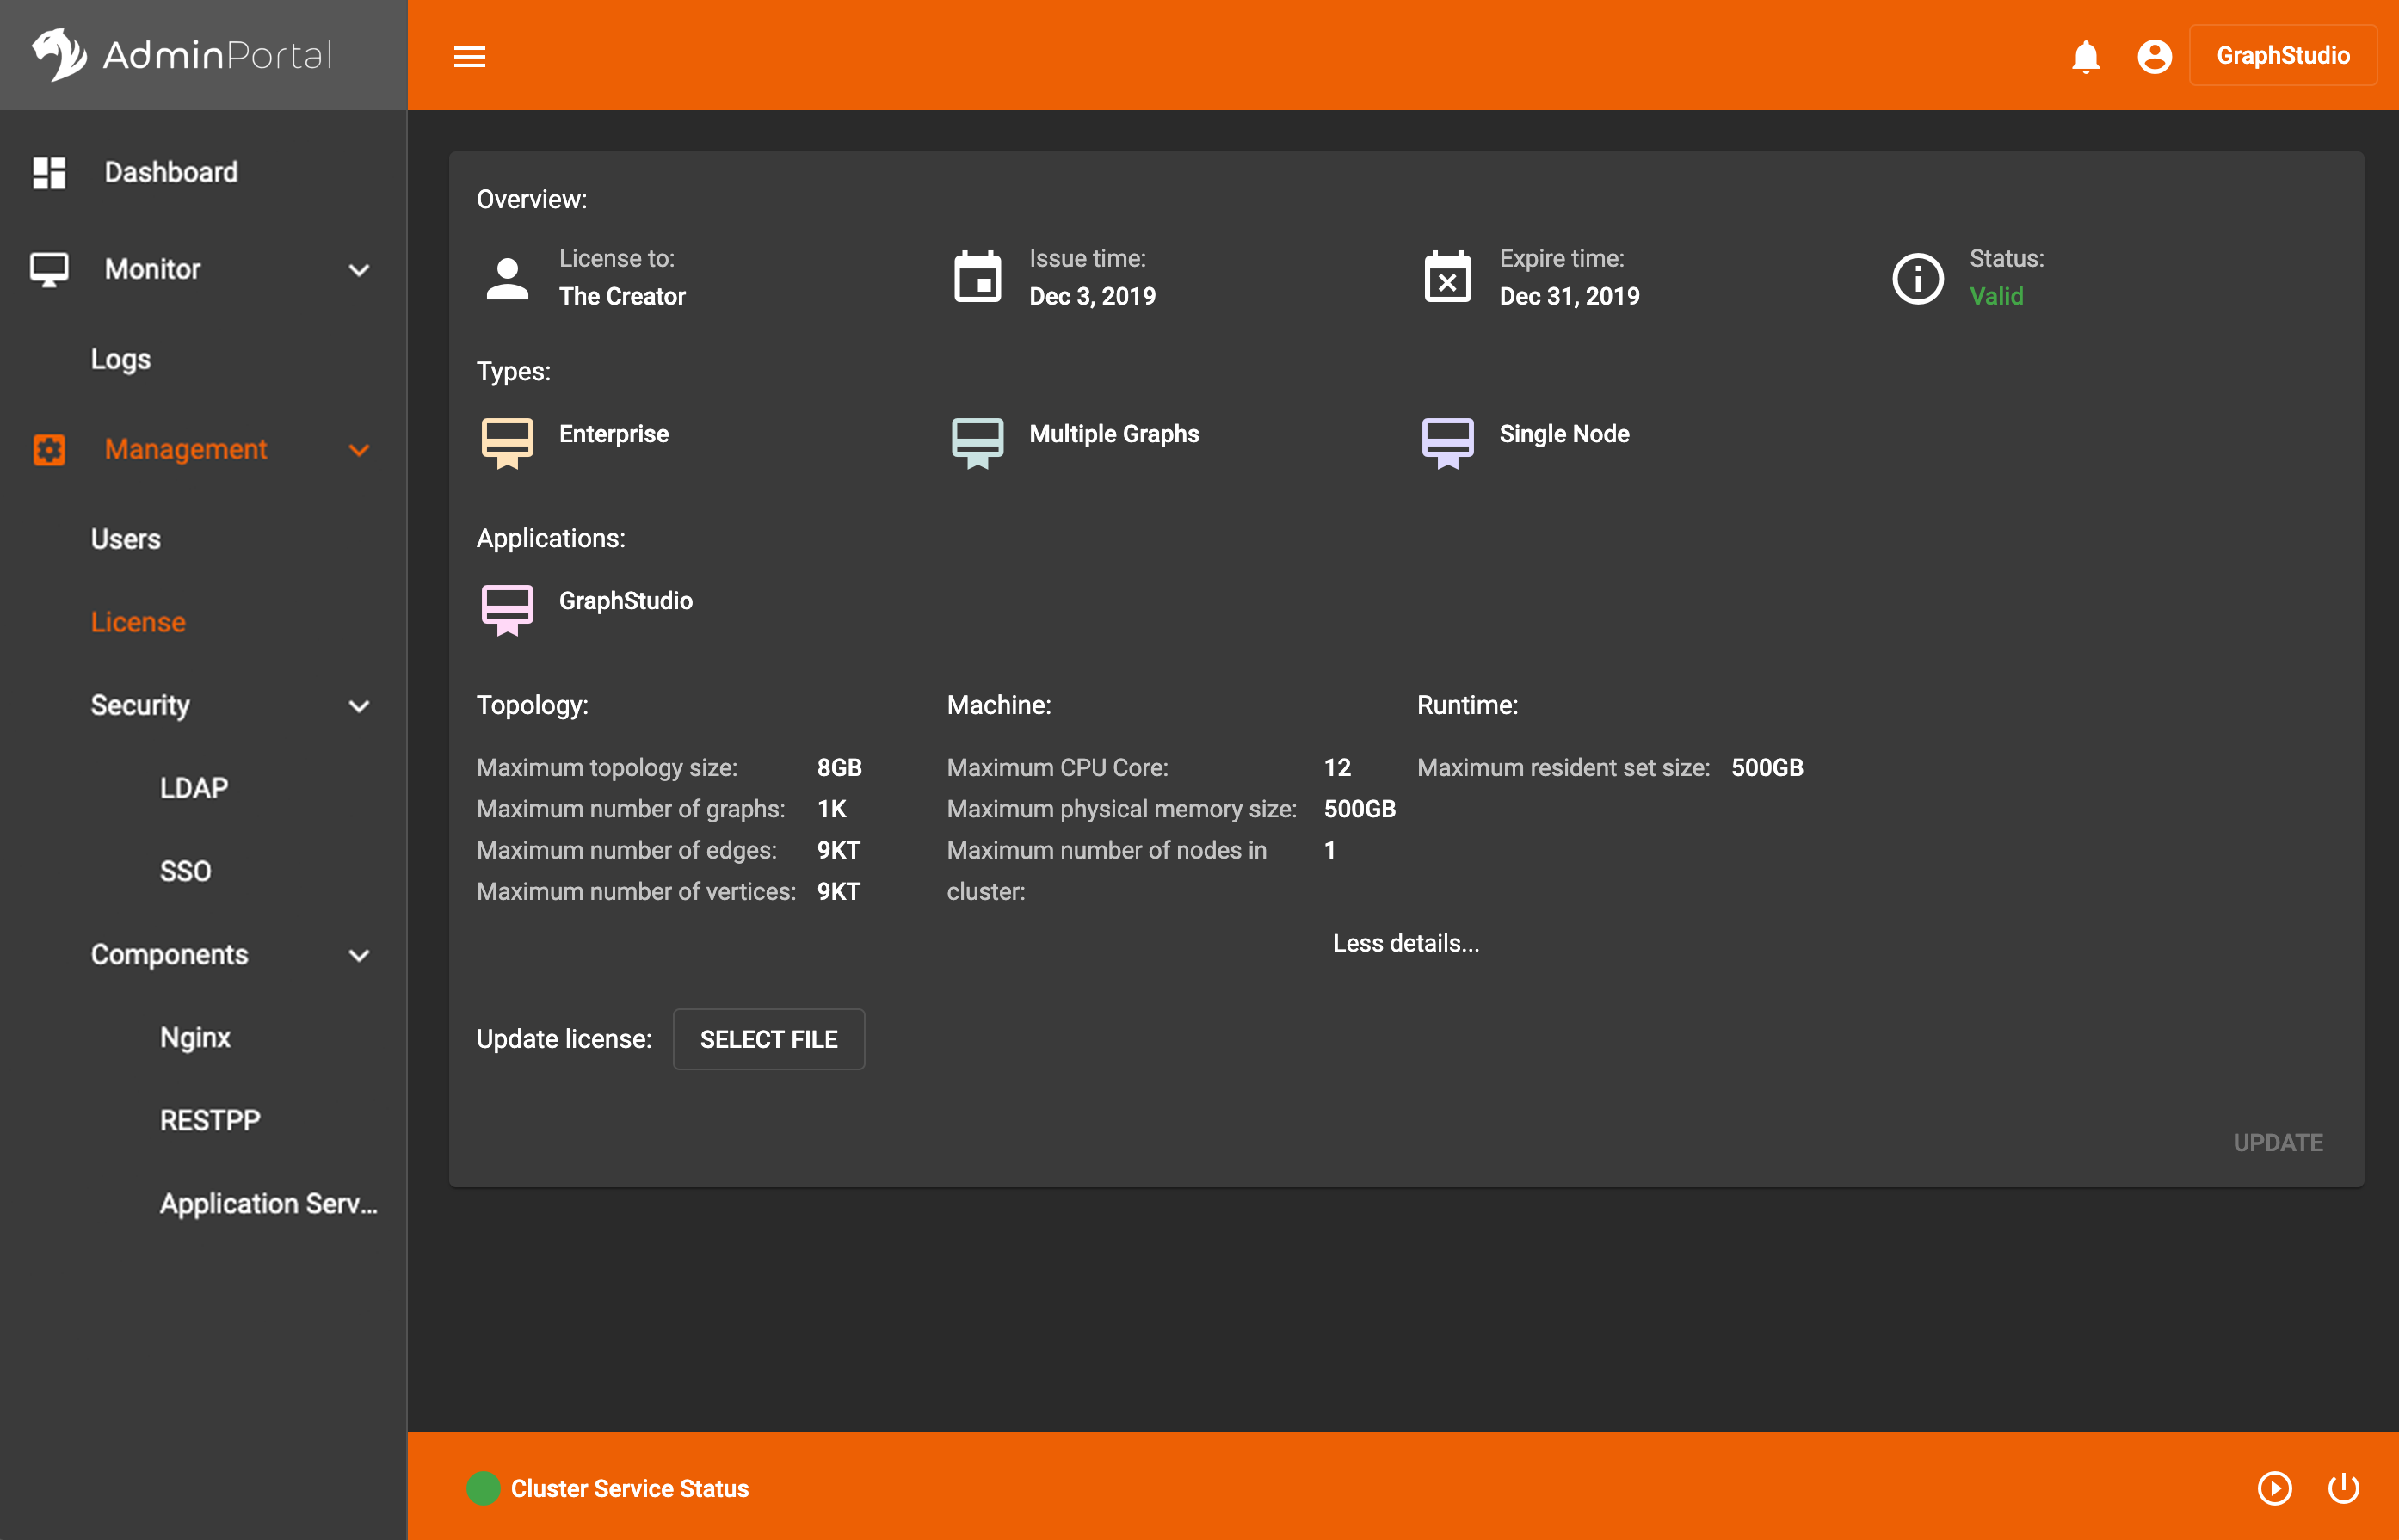 AdminPortal
GraphStudio
Dashboard
Monitor
Logs
Management
Users
License
Security
LDAP
SSO
Components
Nginx
RESTPP
Application Serv...
Overview:
License to:
The Creator
Issue time:
Dec 3, 2019
Expire time:
Dec 31, 2019
Status:
Valid
Types:
Enterprise
Multiple Graphs
Single Node
Applications:
GraphStudio
Topology:
Maximum topology size: 8GB
Maximum number of graphs: 1K
Maximum number of edges: 9KT
Maximum number of vertices: 9KT
Machine:
Maximum CPU Core: 12
Maximum physical memory size: 500GB
Maximum number of nodes in 1
cluster:
Runtime:
Maximum resident set size: 500GB
Less details...
Update license: SELECT FILE
UPDATE
Cluster Service Status